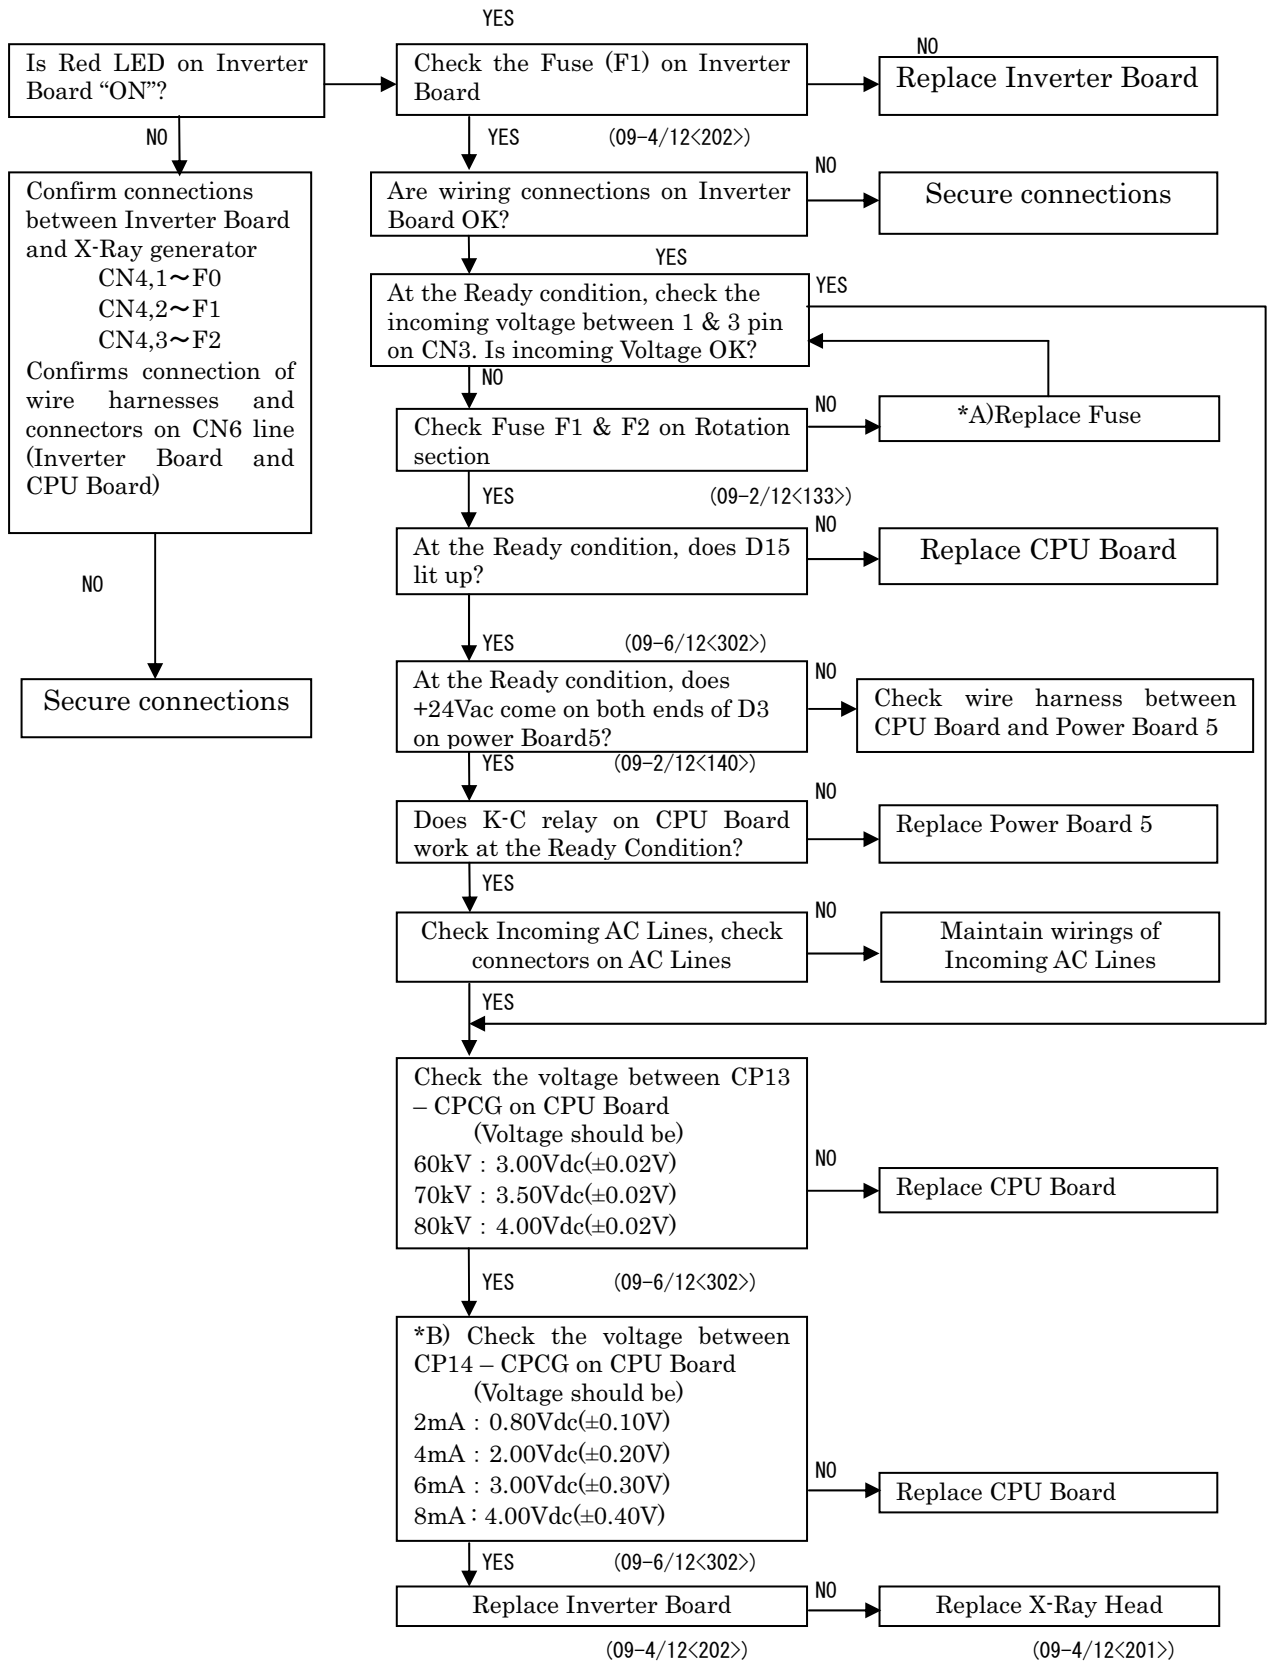 YES
Is Red LED on Inverter
Board “ON”?
Check the Fuse (F1) on Inverter
Board
NO
Replace Inverter Board
NO
YES
(09-4/12<202>)
Confirm connections
between Inverter Board
and X-Ray generator
CN4,1～F0
CN4,2～F1
CN4,3～F2
Confirms connection of
wire harnesses and
connectors on CN6 line
(Inverter Board and
CPU Board)
NO
Secure connections
Are wiring connections on Inverter
Board OK?
NO
Secure connections
YES
At the Ready condition, check the
incoming voltage between 1 & 3 pin
on CN3. Is incoming Voltage OK?
YES
NO
Check Fuse F1 & F2 on Rotation
section
NO
*A)Replace Fuse
YES
(09-2/12<133>)
At the Ready condition, does D15
lit up?
NO
Replace CPU Board
YES
(09-6/12<302>)
At the Ready condition, does
+24Vac come on both ends of D3
on power Board5?
NO
Check wire harness between
CPU Board and Power Board 5
YES
(09-2/12<140>)
Does K-C relay on CPU Board
work at the Ready Condition?
NO
Replace Power Board 5
YES
Check Incoming AC Lines, check
connectors on AC Lines
NO
Maintain wirings of
Incoming AC Lines
YES
Check the voltage between CP13
– CPCG on CPU Board
(Voltage should be)
60kV : 3.00Vdc(±0.02V)
70kV : 3.50Vdc(±0.02V)
80kV : 4.00Vdc(±0.02V)
NO
Replace CPU Board
YES
(09-6/12<302>)
*B) Check the voltage between
CP14 – CPCG on CPU Board
(Voltage should be)
2mA : 0.80Vdc(±0.10V)
4mA : 2.00Vdc(±0.20V)
6mA : 3.00Vdc(±0.30V)
8mA : 4.00Vdc(±0.40V)
NO
Replace CPU Board
YES
(09-6/12<302>)
Replace Inverter Board
NO
Replace X-Ray Head
(09-4/12<202>)
(09-4/12<201>)